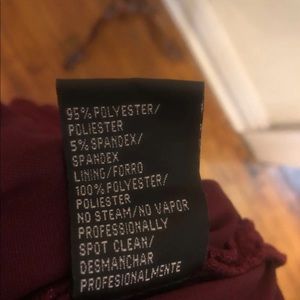 95% POLYESTER/
POLIESTER
5% SPANDEX/
SPANDEX
LINING/FORRO
100% POLYESTER/
POLIESTER
NO STEAM/NO VAPOR
PROFESSIONALLY
SPOT CLEAN/
DESMANCHAR
PROFESIONALMENTE